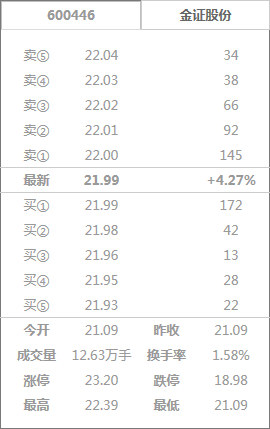 600446 金证股份
卖⑤ 22.04 34
卖④ 22.03 38
卖③ 22.02 66
卖② 22.01 92
卖① 22.00 145
最新 21.99 +4.27%
买① 21.99 172
买② 21.98 42
买③ 21.96 13
买④ 21.95 28
买⑤ 21.93 22
今开 21.09 昨收 21.09
成交量 12.63万手 换手率 1.58%
涨停 23.20 跌停 18.98
最高 22.39 最低 21.09